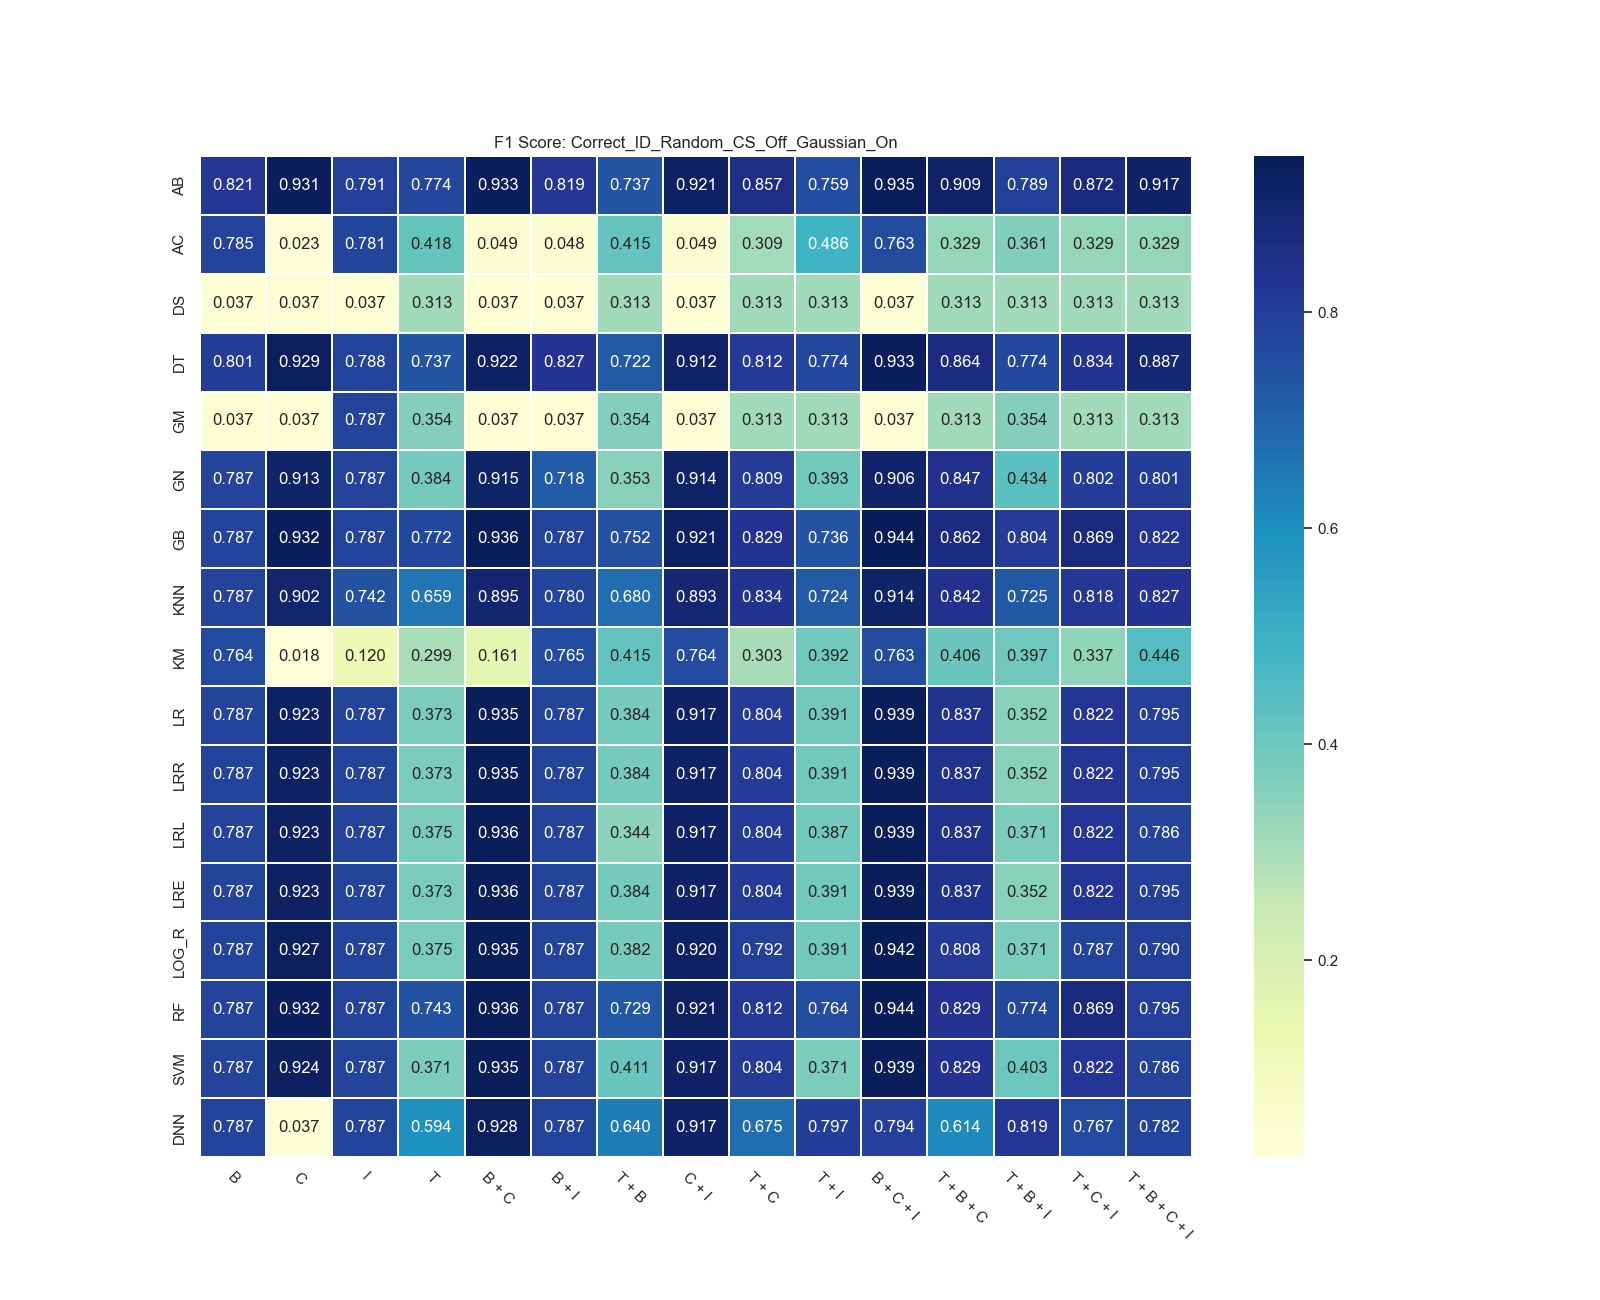 F1 Score: Correct_ID_Random_CS_Off_Gaussian_On
AB 0.821 0.931 0.791 0.774 0.933 0.819 0.737 0.921 0.857 0.759 0.935 0.909 0.789 0.872 0.917
AC 0.785 0.023 0.781 0.418 0.049 0.048 0.415 0.049 0.309 0.486 0.763 0.329 0.361 0.329 0.329
DS 0.037 0.037 0.037 0.313 0.037 0.037 0.313 0.037 0.313 0.313 0.037 0.313 0.313 0.313 0.313
DT 0.801 0.929 0.788 0.737 0.922 0.827 0.722 0.912 0.812 0.774 0.933 0.864 0.774 0.834 0.887
GM 0.037 0.037 0.787 0.354 0.037 0.037 0.354 0.037 0.313 0.313 0.037 0.313 0.354 0.313 0.313
GN 0.787 0.913 0.787 0.384 0.915 0.718 0.353 0.914 0.809 0.393 0.906 0.847 0.434 0.802 0.801
GB 0.787 0.932 0.787 0.772 0.936 0.787 0.752 0.921 0.829 0.736 0.944 0.862 0.804 0.869 0.822
KNN 0.787 0.902 0.742 0.659 0.895 0.780 0.680 0.893 0.834 0.724 0.914 0.842 0.725 0.818 0.827
KM 0.764 0.018 0.120 0.299 0.161 0.765 0.415 0.764 0.303 0.392 0.763 0.406 0.397 0.337 0.446
LR 0.787 0.923 0.787 0.373 0.935 0.787 0.384 0.917 0.804 0.391 0.939 0.837 0.352 0.822 0.795
LRR 0.787 0.923 0.787 0.373 0.935 0.787 0.384 0.917 0.804 0.391 0.939 0.837 0.352 0.822 0.795
LRL 0.787 0.923 0.787 0.375 0.936 0.787 0.344 0.917 0.804 0.387 0.939 0.837 0.371 0.822 0.786
LRE 0.787 0.923 0.787 0.373 0.936 0.787 0.384 0.917 0.804 0.391 0.939 0.837 0.352 0.822 0.795
LOG_R 0.787 0.927 0.787 0.375 0.935 0.787 0.382 0.920 0.792 0.391 0.942 0.808 0.371 0.787 0.790
RF 0.787 0.932 0.787 0.743 0.936 0.787 0.729 0.921 0.812 0.764 0.944 0.829 0.774 0.869 0.795
SVM 0.787 0.924 0.787 0.371 0.935 0.787 0.411 0.917 0.804 0.371 0.939 0.829 0.403 0.822 0.786
DNN 0.787 0.037 0.787 0.594 0.928 0.787 0.640 0.917 0.675 0.797 0.794 0.614 0.819 0.767 0.782
B C I T B + C B + I T + B C + I T + C T + I B + C + I T + B + C T + B + I T + C + I T + B + C + I
0.8
0.6
0.4
0.2